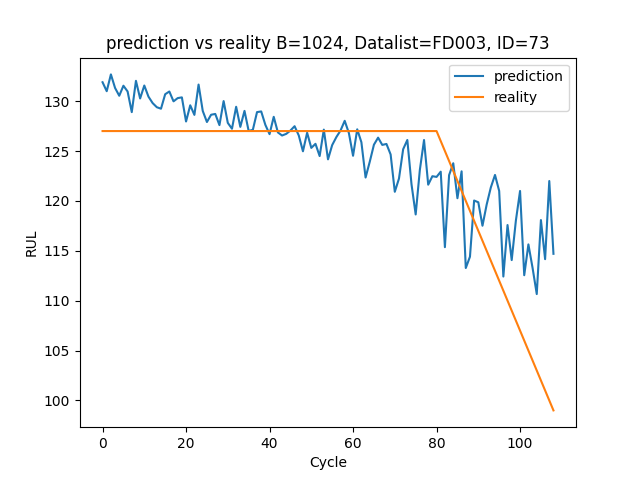 prediction vs reality B=1024, Datalist=FD003, ID=73
prediction
reality
RUL
130
125
120
115
110
105
100
0 20 40 60 80 100
Cycle